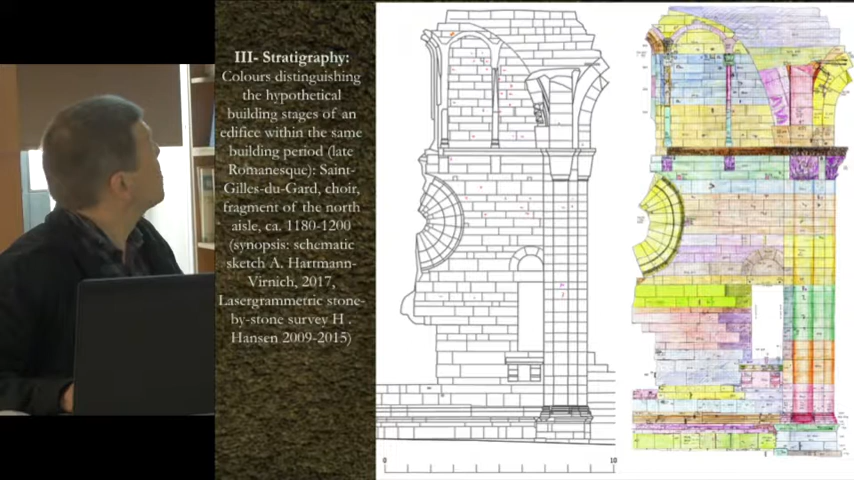 III- Stratigraphy:
Colours distinguishing
the hypothetical
building stages of an
edifice within the same
building period (late
Romanesque): Saint-
Gilles-du-Gard, choir,
fragment of the north
aisle, ca. 1180-1200
(synopsis: schematic
sketch A. Hartmann-
Virnich, 2017,
Lasergrammetric stone-
by-stone survey H .
Hansen 2009-2015)
0 10